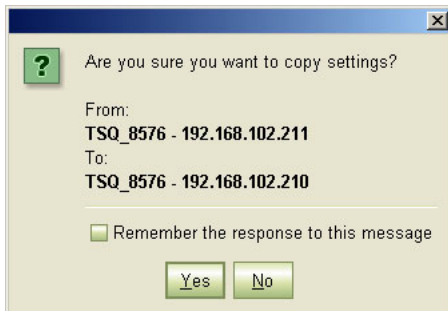 Are you sure you want to copy settings?
From:
TSQ_8576 - 192.168.102.211
To:
TSQ_8576 - 192.168.102.210
Remember the response to this message
Yes No